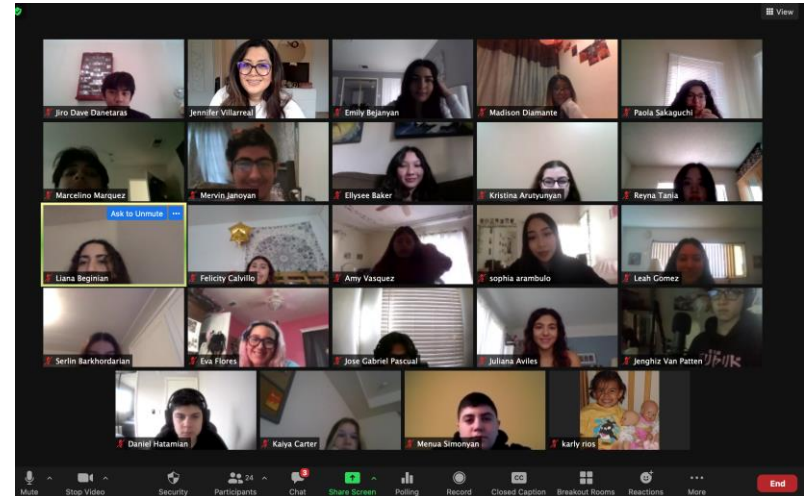 View
Jiro Dave Danetaras
Jennifer Villarreal
Emily Bejanyan
Madison Diamante
Paola Sakaguchi
Marcelino Marquez
Mervin Janoyan
Ellysee Baker
Kristina Arutyunyan
Reyna Tania
Ask to Unmute
Liana Beginian
Felicity Calvillo
Amy Vasquez
sophia arambulo
Leah Gomez
Serlin Barkhordarian
Eva Flores
Jose Gabriel Pascual
Juliana Aviles
Jenghiz Van Patten
Daniel Hatamian
Kaiya Carter
Menua Simonyan
karly rios
Mute
Stop Video
Security
24
Participants
3
Chat
Share Screen
Polling
Record
CC
Closed Caption
Breakout Rooms
Reactions
More
End